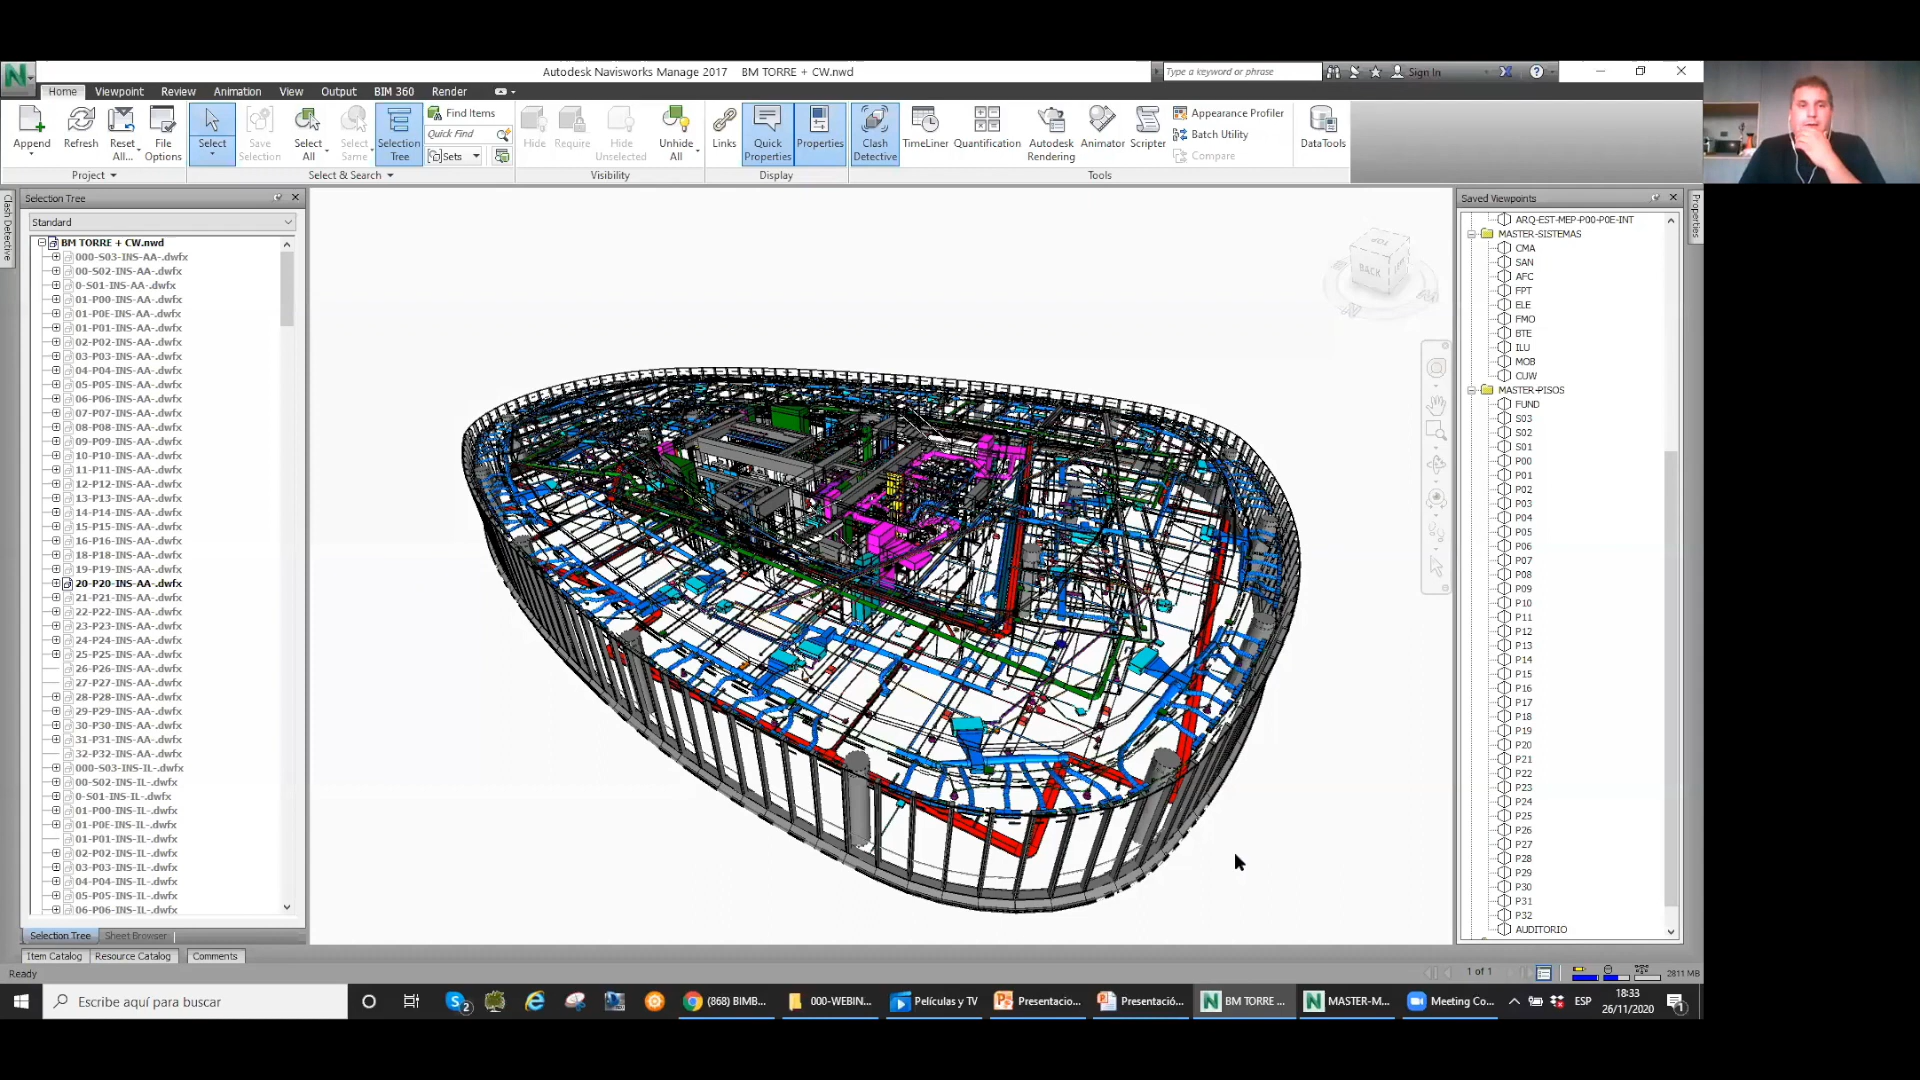 Autodesk Navisworks Manage 2017 BM TORRE + CW.nwd
Type a keyword or phrase
Sign In
Home Viewpoint Review Animation View Output BIM 360 Render
Append
Refresh
Reset All...
File Options
Project
Select
Save Selection
Select All
Select Same
Selection Tree
Find Items
Quick Find
Sets
Select & Search
Hide
Require
Hide Unselected
Unhide All
Visibility
Links
Quick Properties
Properties
Display
Clash Detective
TimeLiner
Quantification
Autodesk Rendering
Animator
Scripter
Appearance Profiler
Batch Utility
Compare
Tools
DataTools
Clash Detective
Selection Tree
Standard
BM TORRE + CW.nwd
000-S03-INS-AA-.dwfx
00-S02-INS-AA-.dwfx
0-S01-INS-AA-.dwfx
01-P00-INS-AA-.dwfx
01-P0E-INS-AA-.dwfx
01-P01-INS-AA-.dwfx
02-P02-INS-AA-.dwfx
03-P03-INS-AA-.dwfx
04-P04-INS-AA-.dwfx
05-P05-INS-AA-.dwfx
06-P06-INS-AA-.dwfx
07-P07-INS-AA-.dwfx
08-P08-INS-AA-.dwfx
09-P09-INS-AA-.dwfx
10-P10-INS-AA-.dwfx
11-P11-INS-AA-.dwfx
12-P12-INS-AA-.dwfx
13-P13-INS-AA-.dwfx
14-P14-INS-AA-.dwfx
15-P15-INS-AA-.dwfx
16-P16-INS-AA-.dwfx
18-P18-INS-AA-.dwfx
19-P19-INS-AA-.dwfx
20-P20-INS-AA-.dwfx
21-P21-INS-AA-.dwfx
22-P22-INS-AA-.dwfx
23-P23-INS-AA-.dwfx
24-P24-INS-AA-.dwfx
25-P25-INS-AA-.dwfx
26-P26-INS-AA-.dwfx
27-P27-INS-AA-.dwfx
28-P28-INS-AA-.dwfx
29-P29-INS-AA-.dwfx
30-P30-INS-AA-.dwfx
31-P31-INS-AA-.dwfx
32-P32-INS-AA-.dwfx
000-S03-INS-IL-.dwfx
00-S02-INS-IL-.dwfx
0-S01-INS-IL-.dwfx
01-P00-INS-IL-.dwfx
01-P0E-INS-IL-.dwfx
01-P01-INS-IL-.dwfx
02-P02-INS-IL-.dwfx
03-P03-INS-IL-.dwfx
04-P04-INS-IL-.dwfx
05-P05-INS-IL-.dwfx
06-P06-INS-IL-.dwfx
Selection Tree Sheet Browser
Item Catalog Resource Catalog Comments
Ready
TOP
BACK
Saved Viewpoints
ARQ-EST-MEP-P00-P0E-INT
MASTER-SISTEMAS
CMA
SAN
AFC
FPT
ELE
FMO
BTE
ILU
MOB
CUW
MASTER-PISOS
FUND
S03
S02
S01
P00
P01
P02
P03
P04
P05
P06
P07
P08
P09
P10
P11
P12
P13
P14
P15
P16
P17
P18
P19
P20
P21
P22
P23
P24
P25
P26
P27
P28
P29
P30
P31
P32
AUDITORIO
Properties
1 of 1
2811 MB
Escribe aquí para buscar
(868) BIMB...
000-WEBIN...
Películas y TV
Presentacio...
Presentació...
BM TORRE ...
MASTER-M...
Meeting Co...
ESP
18:33
26/11/2020